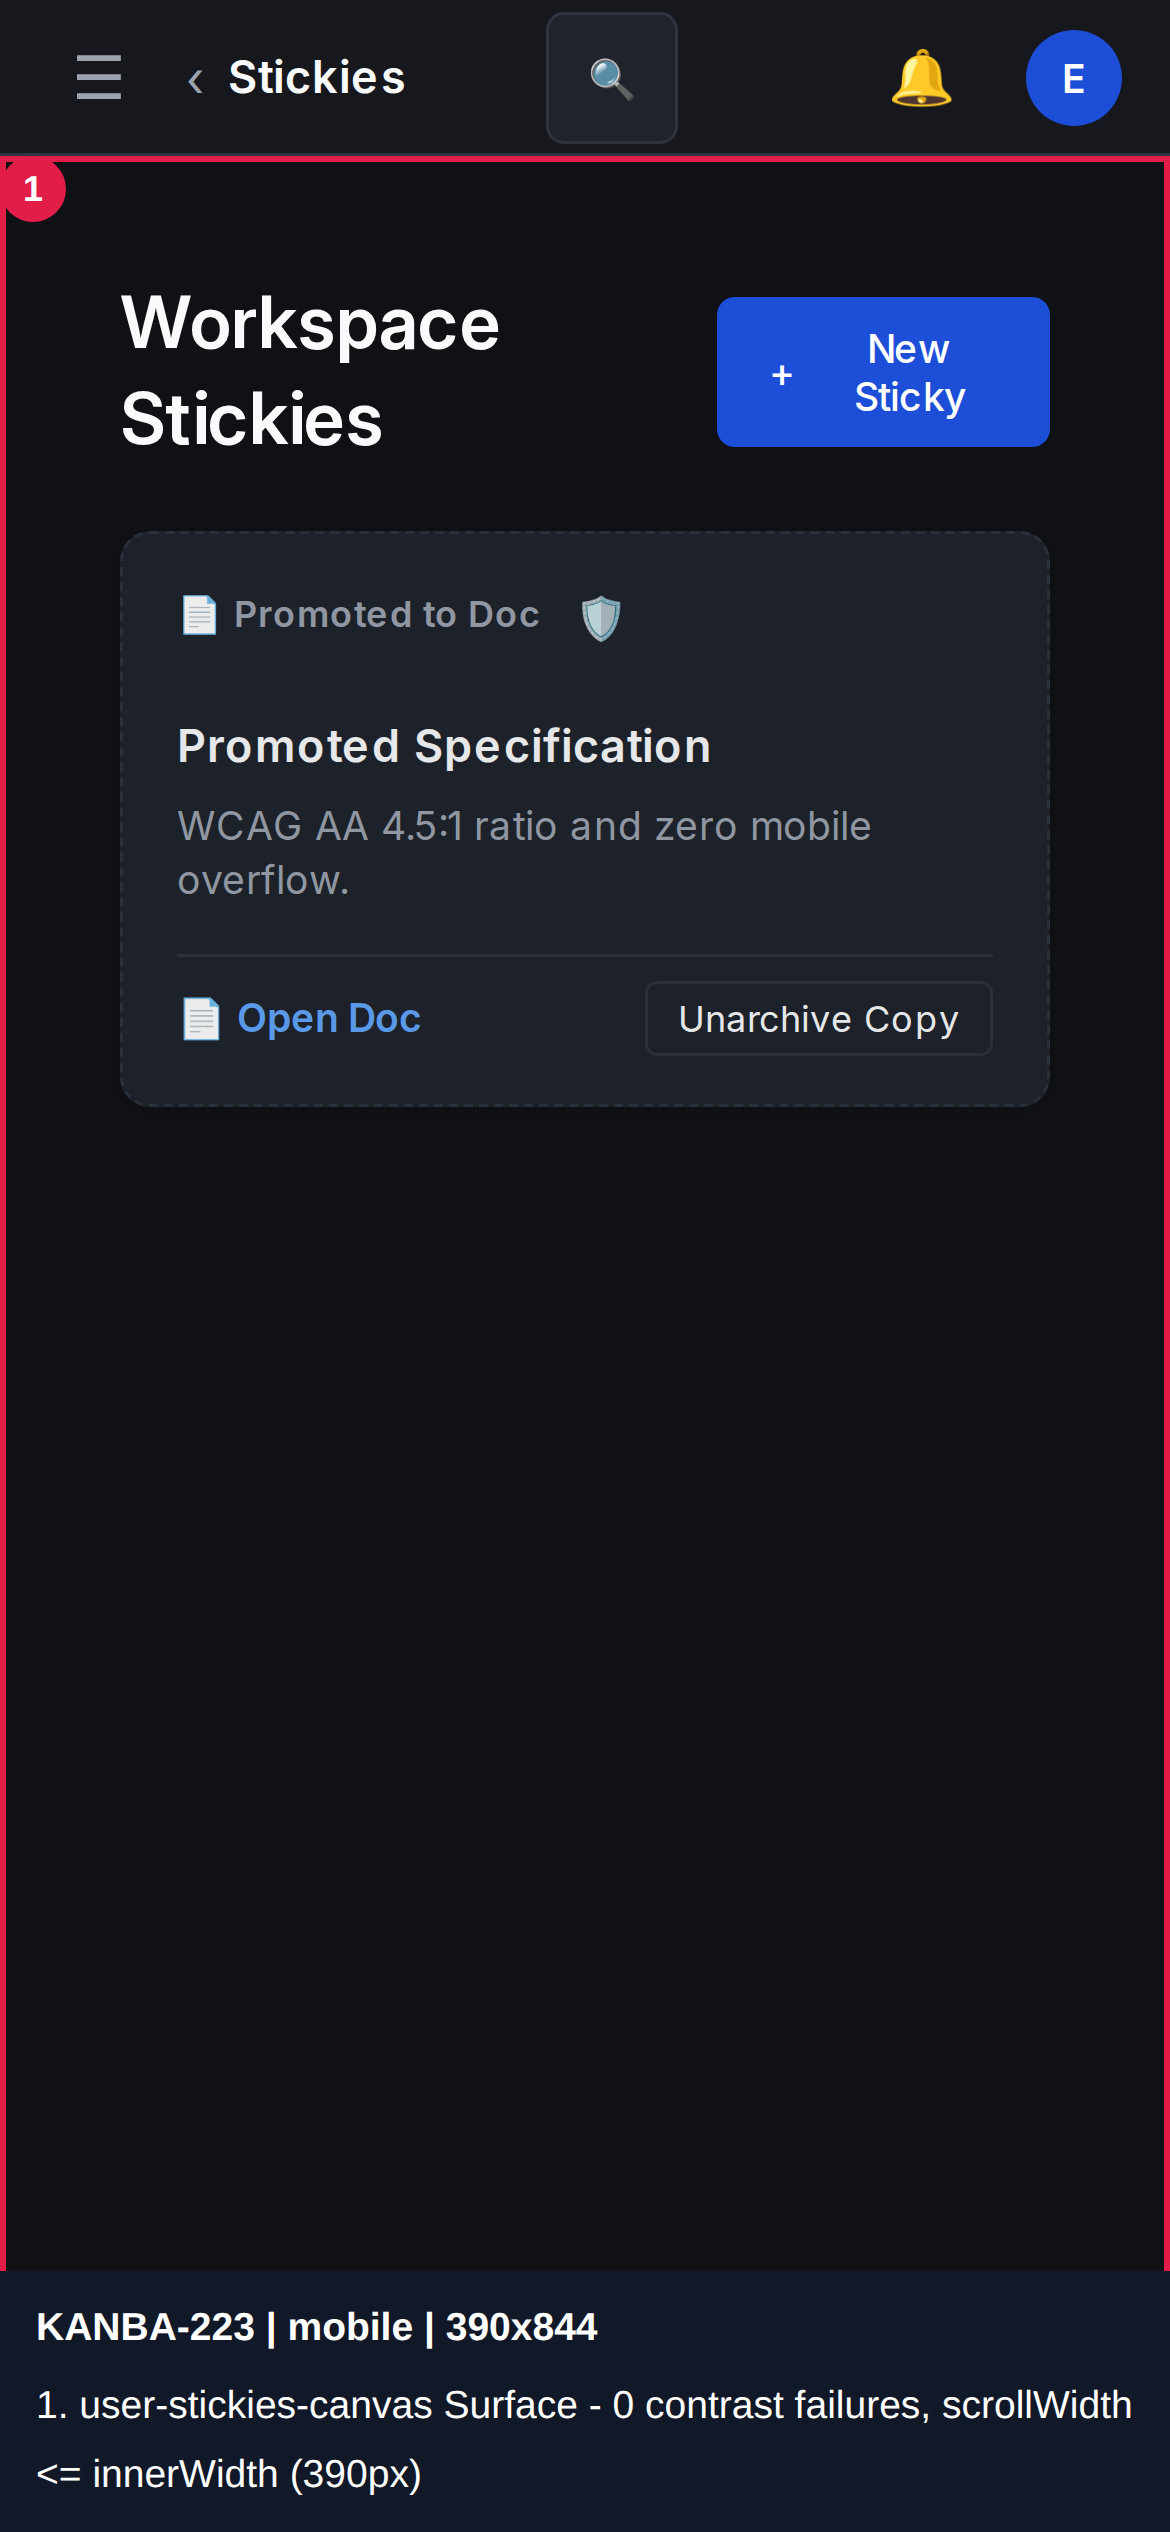 ☰ ‹ Stickies 🔍 🔔 E
1
Workspace
Stickies
+ New
Sticky
📄 Promoted to Doc 🛡️
Promoted Specification
WCAG AA 4.5:1 ratio and zero mobile
overflow.
📄 Open Doc
Unarchive Copy
KANBA-223 | mobile | 390x844
1. user-stickies-canvas Surface - 0 contrast failures, scrollWidth
<= innerWidth (390px)